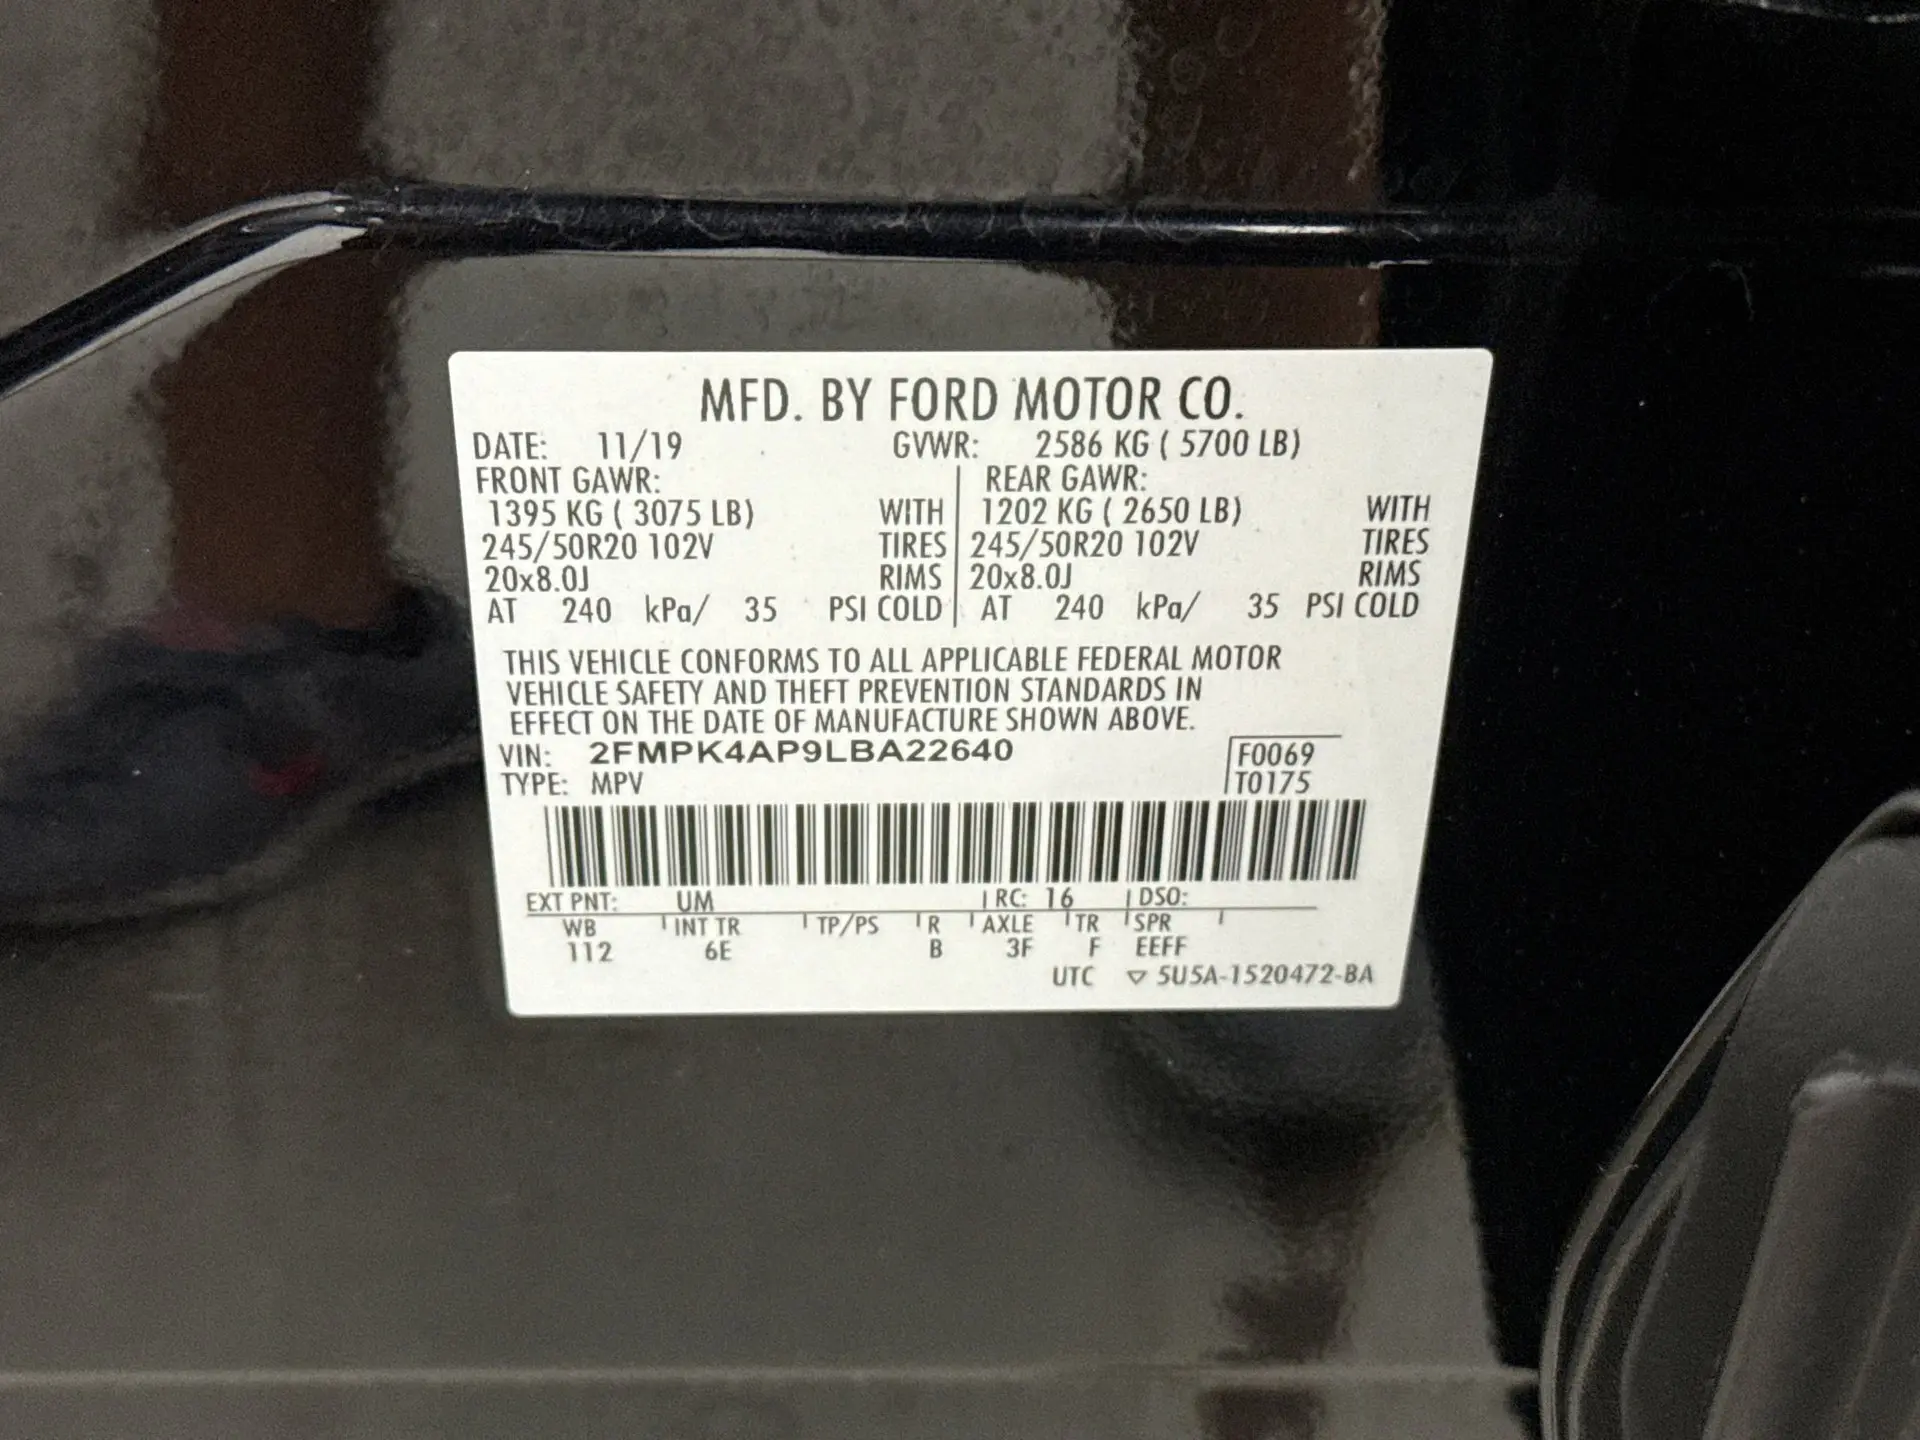 MFD. BY FORD MOTOR CO.
DATE: 11/19 GVWR: 2586 KG ( 5700 LB)
FRONT GAWR: REAR GAWR:
1395 KG ( 3075 LB) WITH 1202 KG ( 2650 LB) WITH
245/50R20 102V TIRES 245/50R20 102V TIRES
20x8.0J RIMS 20x8.0J RIMS
AT 240 kPa/ 35 PSI COLD AT 240 kPa/ 35 PSI COLD
THIS VEHICLE CONFORMS TO ALL APPLICABLE FEDERAL MOTOR
VEHICLE SAFETY AND THEFT PREVENTION STANDARDS IN
EFFECT ON THE DATE OF MANUFACTURE SHOWN ABOVE.
VIN: 2FMPK4AP9LBA22640 F0069
TYPE: MPV T0175
EXT PNT: UM RC: 16 DSO:
WB INT TR TP/PS R AXLE TR SPR
112 6E B 3F F EEFF
UTC ▽ 5U5A-1520472-BA